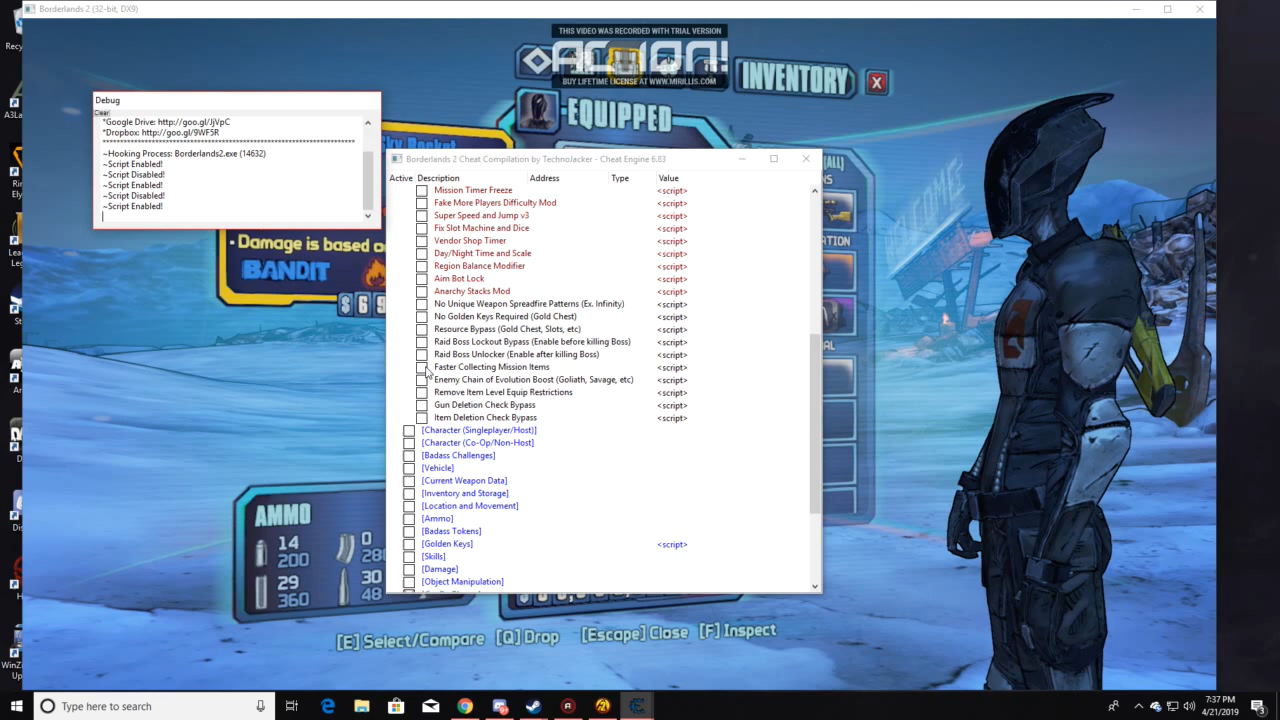 Borderlands 2 (32-bit, DX9)
THIS VIDEO WAS RECORDED WITH TRIAL VERSION
ACTION!
BUY LIFETIME LICENSE AT WWW.MIRILLIS.COM
INVENTORY
X
EQUIPPED
Debug
Clear
*Google Drive: http://goo.gl/JjVpC
*Dropbox: http://goo.gl/9WF5R
~Hooking Process: Borderlands2.exe (14632)
~Script Enabled!
~Script Disabled!
~Script Enabled!
~Script Disabled!
~Script Enabled!
- Damage is based
BANDIT
$69
Borderlands 2 Cheat Compilation by TechnoJacker - Cheat Engine 6.83
Active Description Address Type Value
Mission Timer Freeze <script>
Fake More Players Difficulty Mod <script>
Super Speed and Jump v3 <script>
Fix Slot Machine and Dice <script>
Vendor Shop Timer <script>
Day/Night Time and Scale <script>
Region Balance Modifier <script>
Aim Bot Lock <script>
Anarchy Stacks Mod <script>
No Unique Weapon Spreadfire Patterns (Ex. Infinity) <script>
No Golden Keys Required (Gold Chest) <script>
Resource Bypass (Gold Chest, Slots, etc) <script>
Raid Boss Lockout Bypass (Enable before killing Boss) <script>
Raid Boss Unlocker (Enable after killing Boss) <script>
Faster Collecting Mission Items <script>
Enemy Chain of Evolution Boost (Goliath, Savage, etc) <script>
Remove Item Level Equip Restrictions <script>
Gun Deletion Check Bypass <script>
Item Deletion Check Bypass <script>
[Character (Singleplayer/Host)]
[Character (Co-Op/Non-Host]
[Badass Challenges]
[Vehicle]
[Current Weapon Data]
[Inventory and Storage]
[Location and Movement]
[Ammo]
[Badass Tokens]
[Golden Keys] <script>
[Skills]
[Damage]
[Object Manipulation]
AMMO
14 0
200 280
29 30
360 48
[E] Select/Compare [Q] Drop [Escape] Close [F] Inspect
Type here to search
7:37 PM
4/21/2019
3